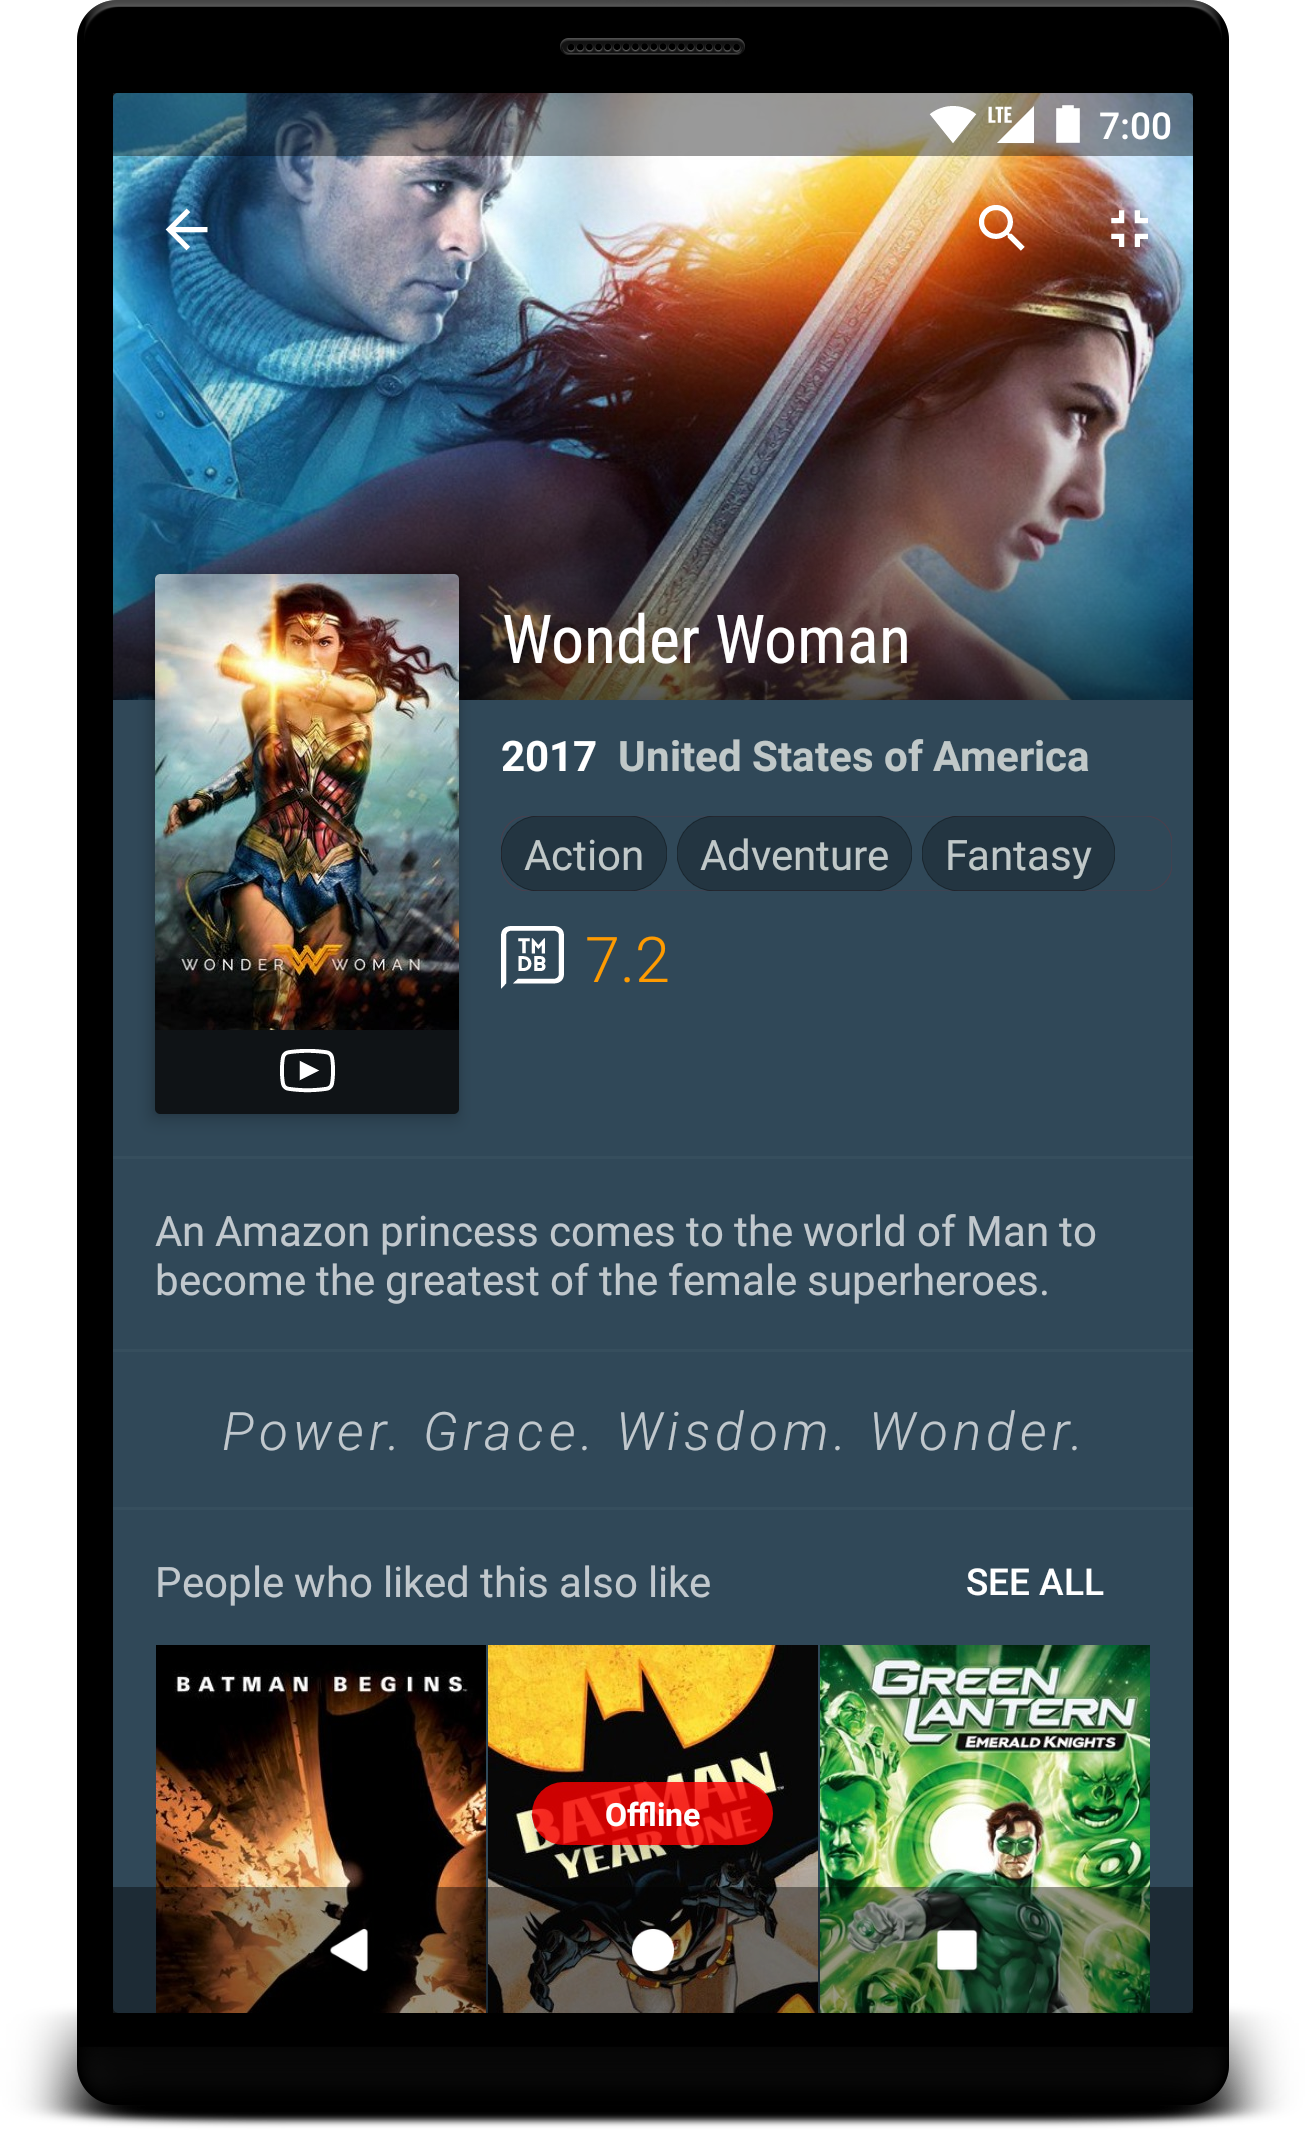 LTE 7:00
Wonder Woman
2017 United States of America
Action Adventure Fantasy
TM
DB 7.2
WONDER WOMAN
An Amazon princess comes to the world of Man to
become the greatest of the female superheroes.
Power. Grace. Wisdom. Wonder.
People who liked this also like SEE ALL
BATMAN BEGINS
BATMAN
YEAR ONE
Offline
GREEN
LANTERN
EMERALD KNIGHTS